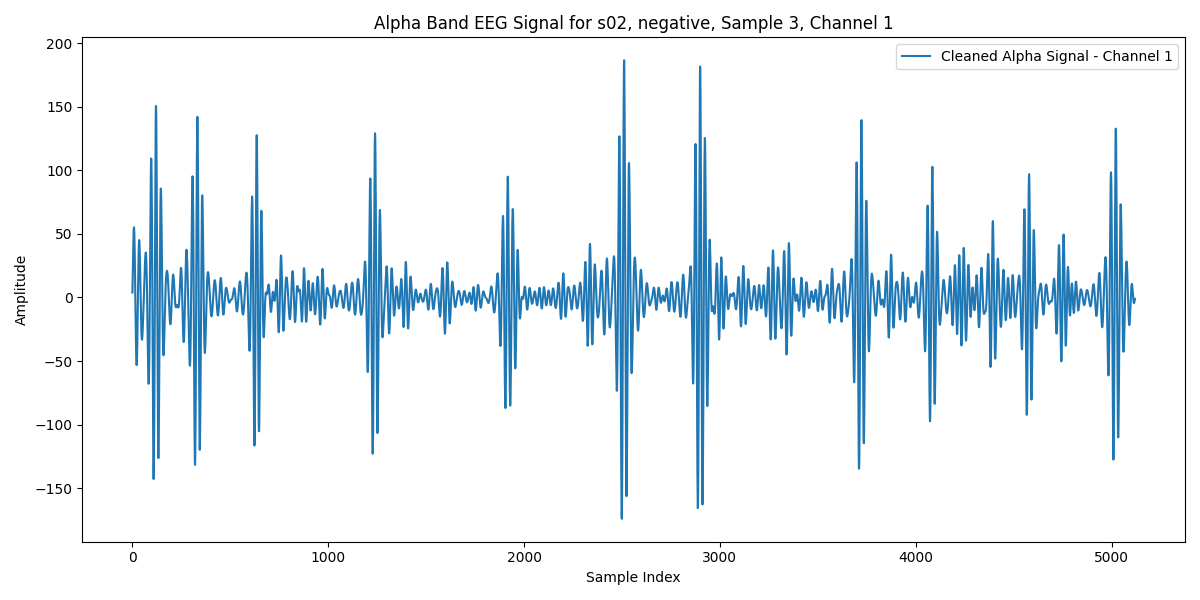 Alpha Band EEG Signal for s02, negative, Sample 3, Channel 1
Cleaned Alpha Signal - Channel 1
Amplitude
200
150
100
50
0
−50
−100
−150
0 1000 2000 3000 4000 5000
Sample Index